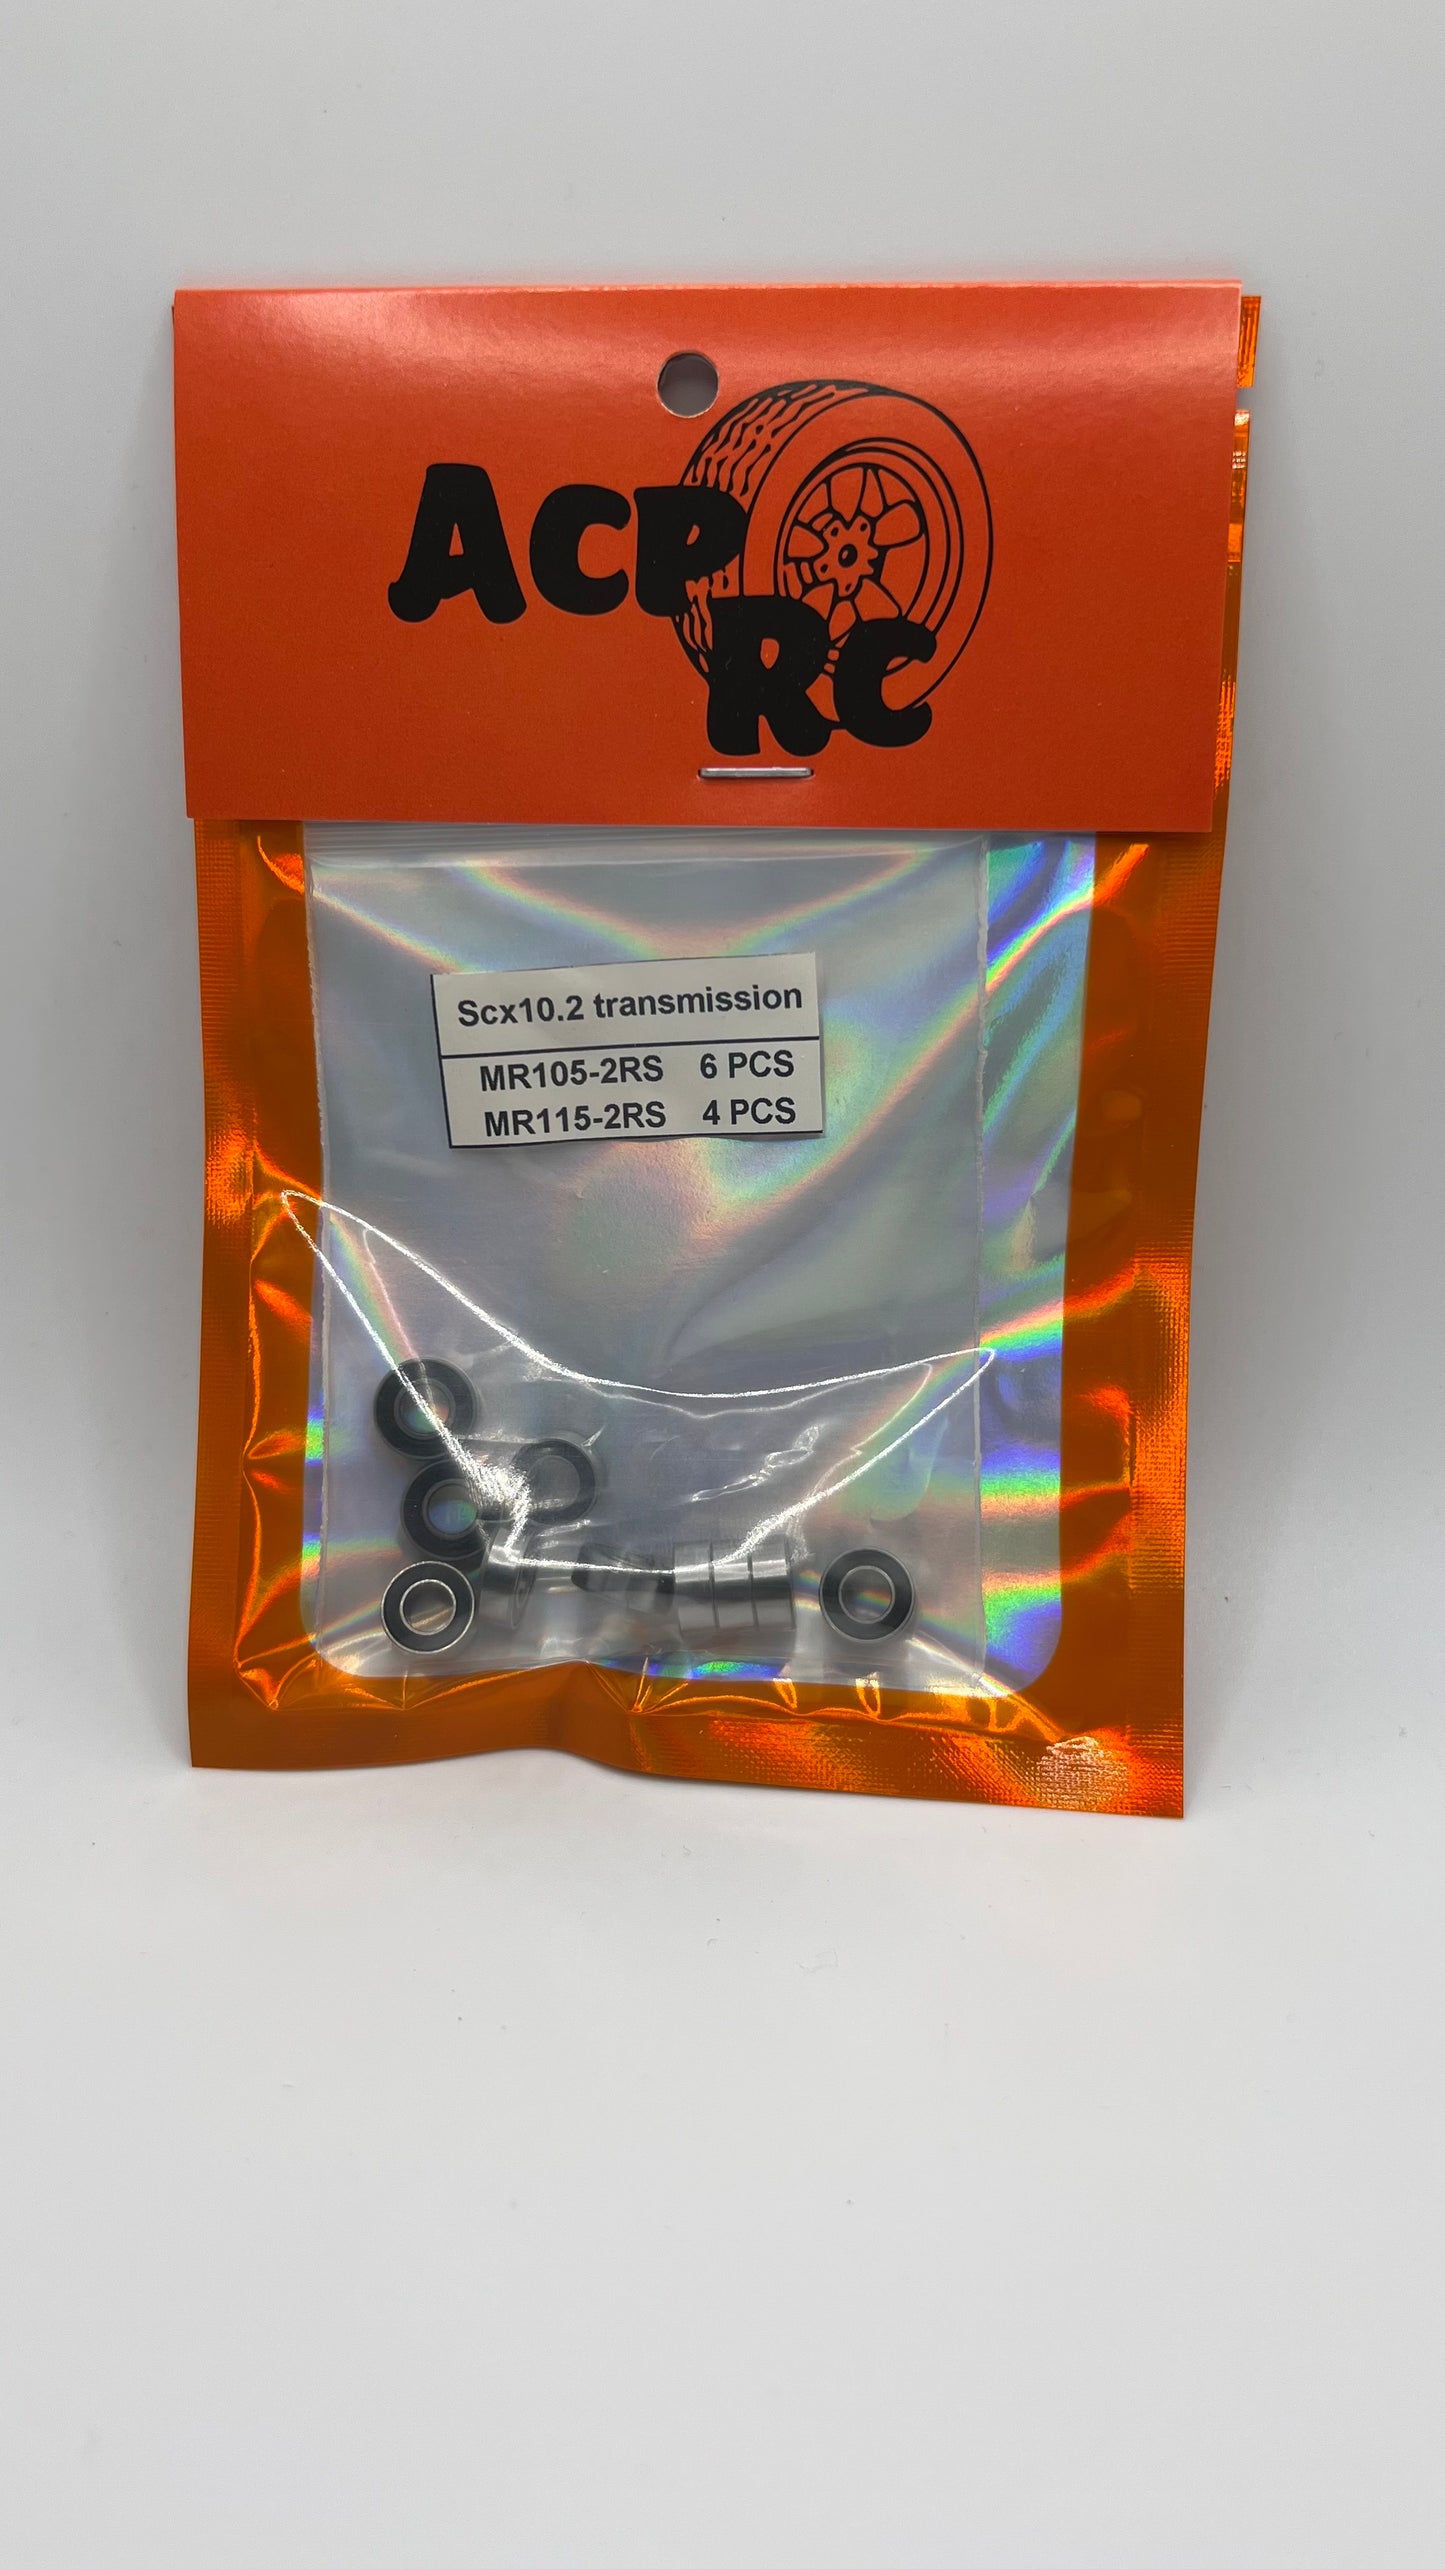 ACP
RC
Scx10.2 transmission
MR105-2RS 6 PCS
MR115-2RS 4 PCS